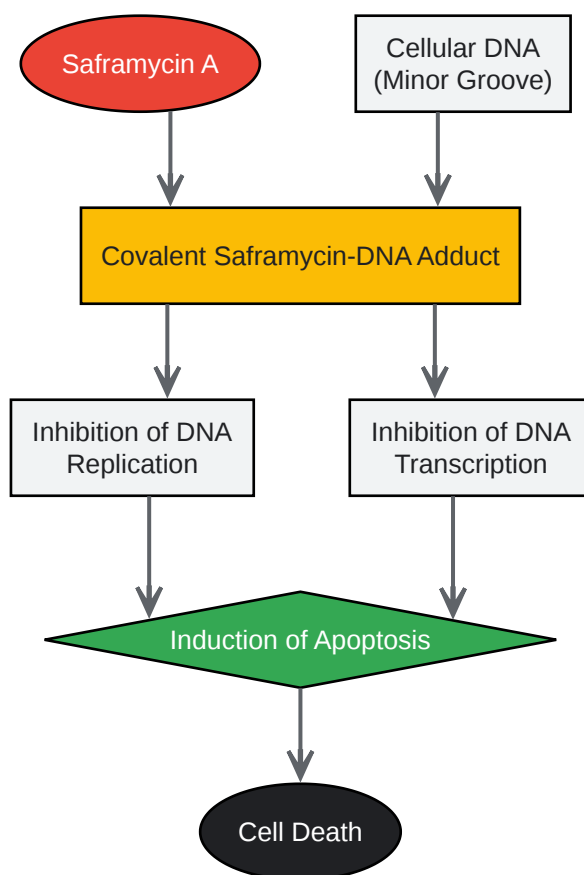 Saframycin A
Cellular DNA
(Minor Groove)
Covalent Saframycin-DNA Adduct
Inhibition of DNA
Replication
Inhibition of DNA
Transcription
Induction of Apoptosis
Cell Death